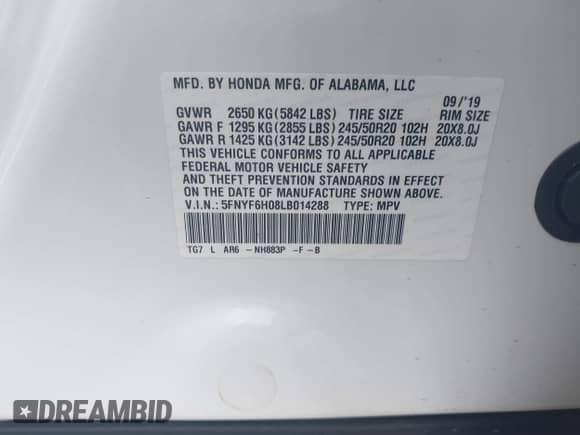 MFD. BY HONDA MFG. OF ALABAMA, LLC
09/'19
GVWR 2650 KG (5842 LBS) TIRE SIZE RIM SIZE
GAWR F 1295 KG (2855 LBS) 245/50R20 102H 20X8.0J
GAWR R 1425 KG (3142 LBS) 245/50R20 102H 20X8.0J
THIS VEHICLE CONFORMS TO ALL APPLICABLE
FEDERAL MOTOR VEHICLE SAFETY
AND THEFT PREVENTION STANDARDS IN EFFECT
ON THE DATE OF MANUFACTURE SHOWN ABOVE.
V.I.N.: 5FNYF6H08LB014288 TYPE: MPV
TG7 L AR6 -NH883P -F -B
DREAMBID